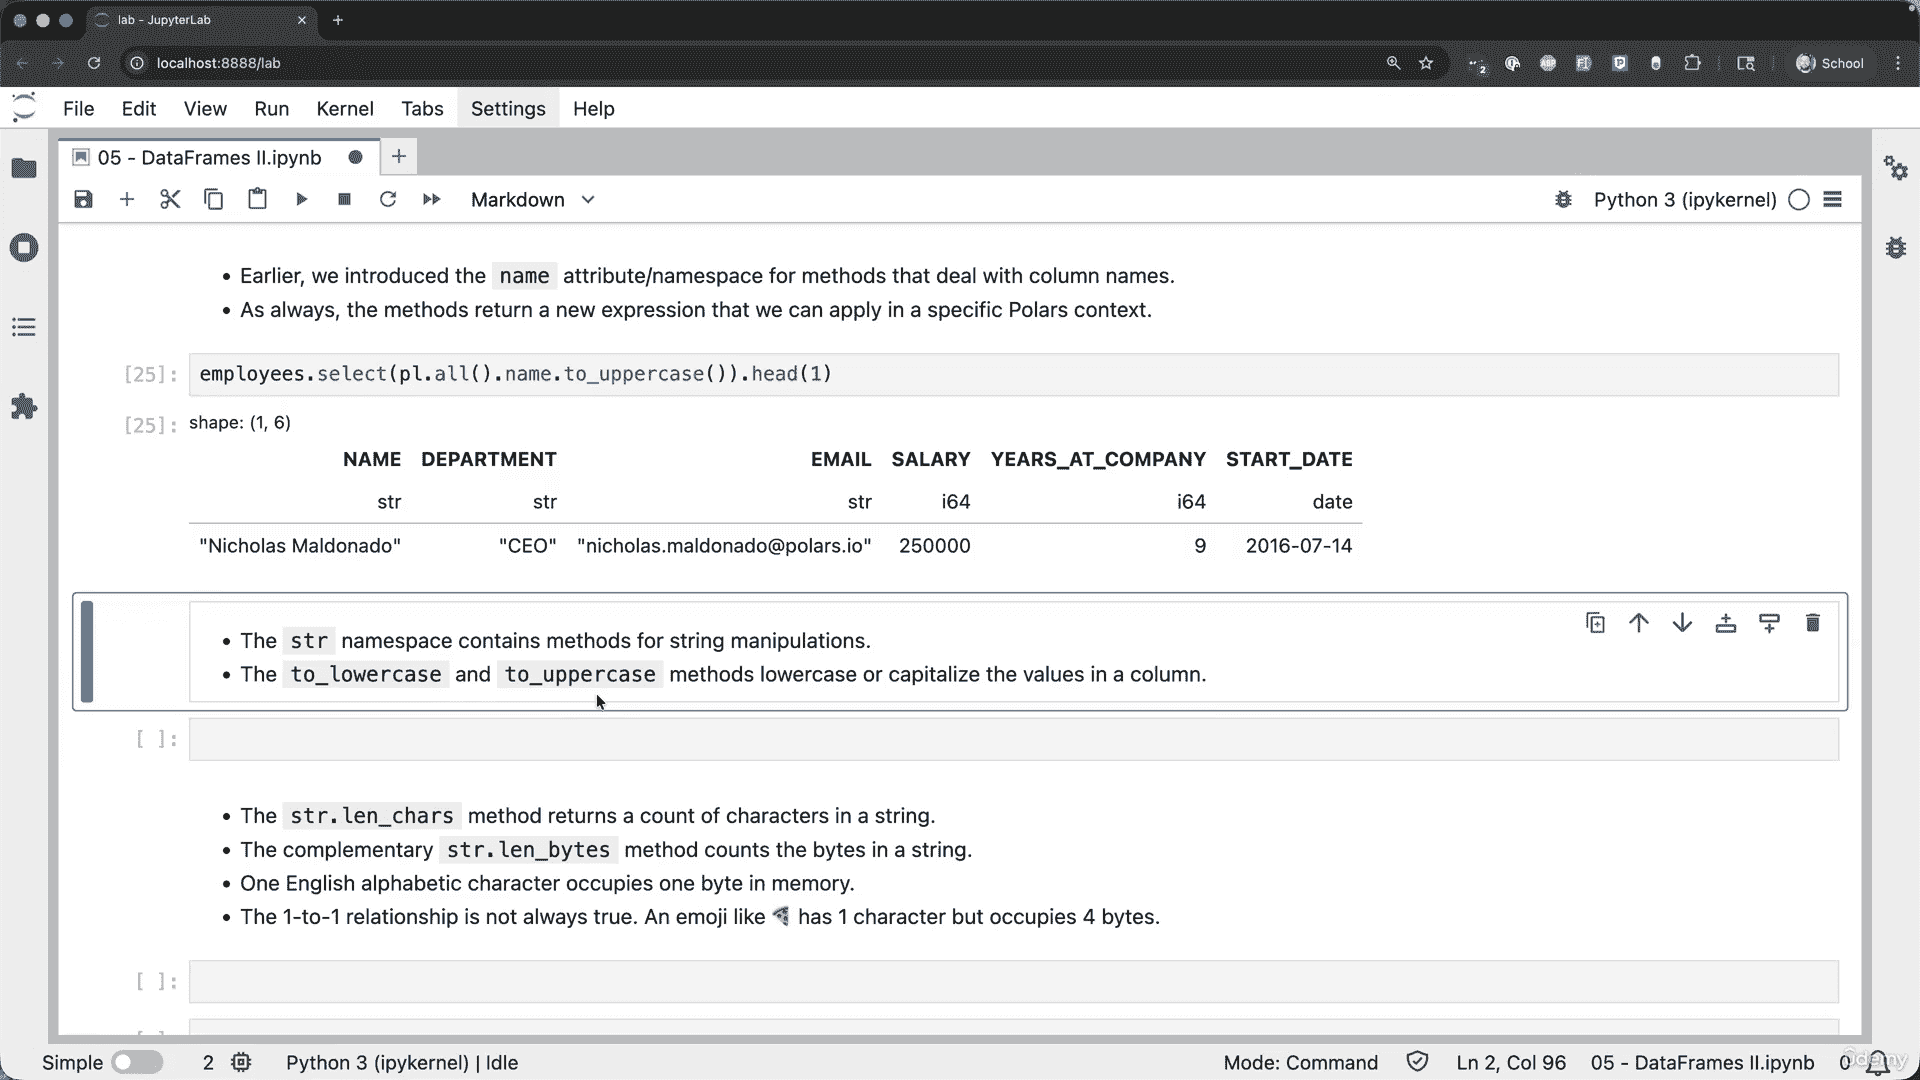 lab - JupyterLab
localhost:8888/lab
2
School
File Edit View Run Kernel Tabs Settings Help
05 - DataFrames II.ipynb
Markdown
Python 3 (ipykernel)
• Earlier, we introduced the name attribute/namespace for methods that deal with column names.
• As always, the methods return a new expression that we can apply in a specific Polars context.
[25]: employees.select(pl.all().name.to_uppercase()).head(1)
[25]: shape: (1, 6)
NAME DEPARTMENT EMAIL SALARY YEARS_AT_COMPANY START_DATE
str str str i64 i64 date
"Nicholas Maldonado" "CEO" "nicholas.maldonado@polars.io" 250000 9 2016-07-14
• The str namespace contains methods for string manipulations.
• The to_lowercase and to_uppercase methods lowercase or capitalize the values in a column.
[ ]:
• The str.len_chars method returns a count of characters in a string.
• The complementary str.len_bytes method counts the bytes in a string.
• One English alphabetic character occupies one byte in memory.
• The 1-to-1 relationship is not always true. An emoji like 🍕 has 1 character but occupies 4 bytes.
[ ]:
Simple 2 Python 3 (ipykernel) | Idle Mode: Command Ln 2, Col 96 05 - DataFrames II.ipynb 0
Udemy